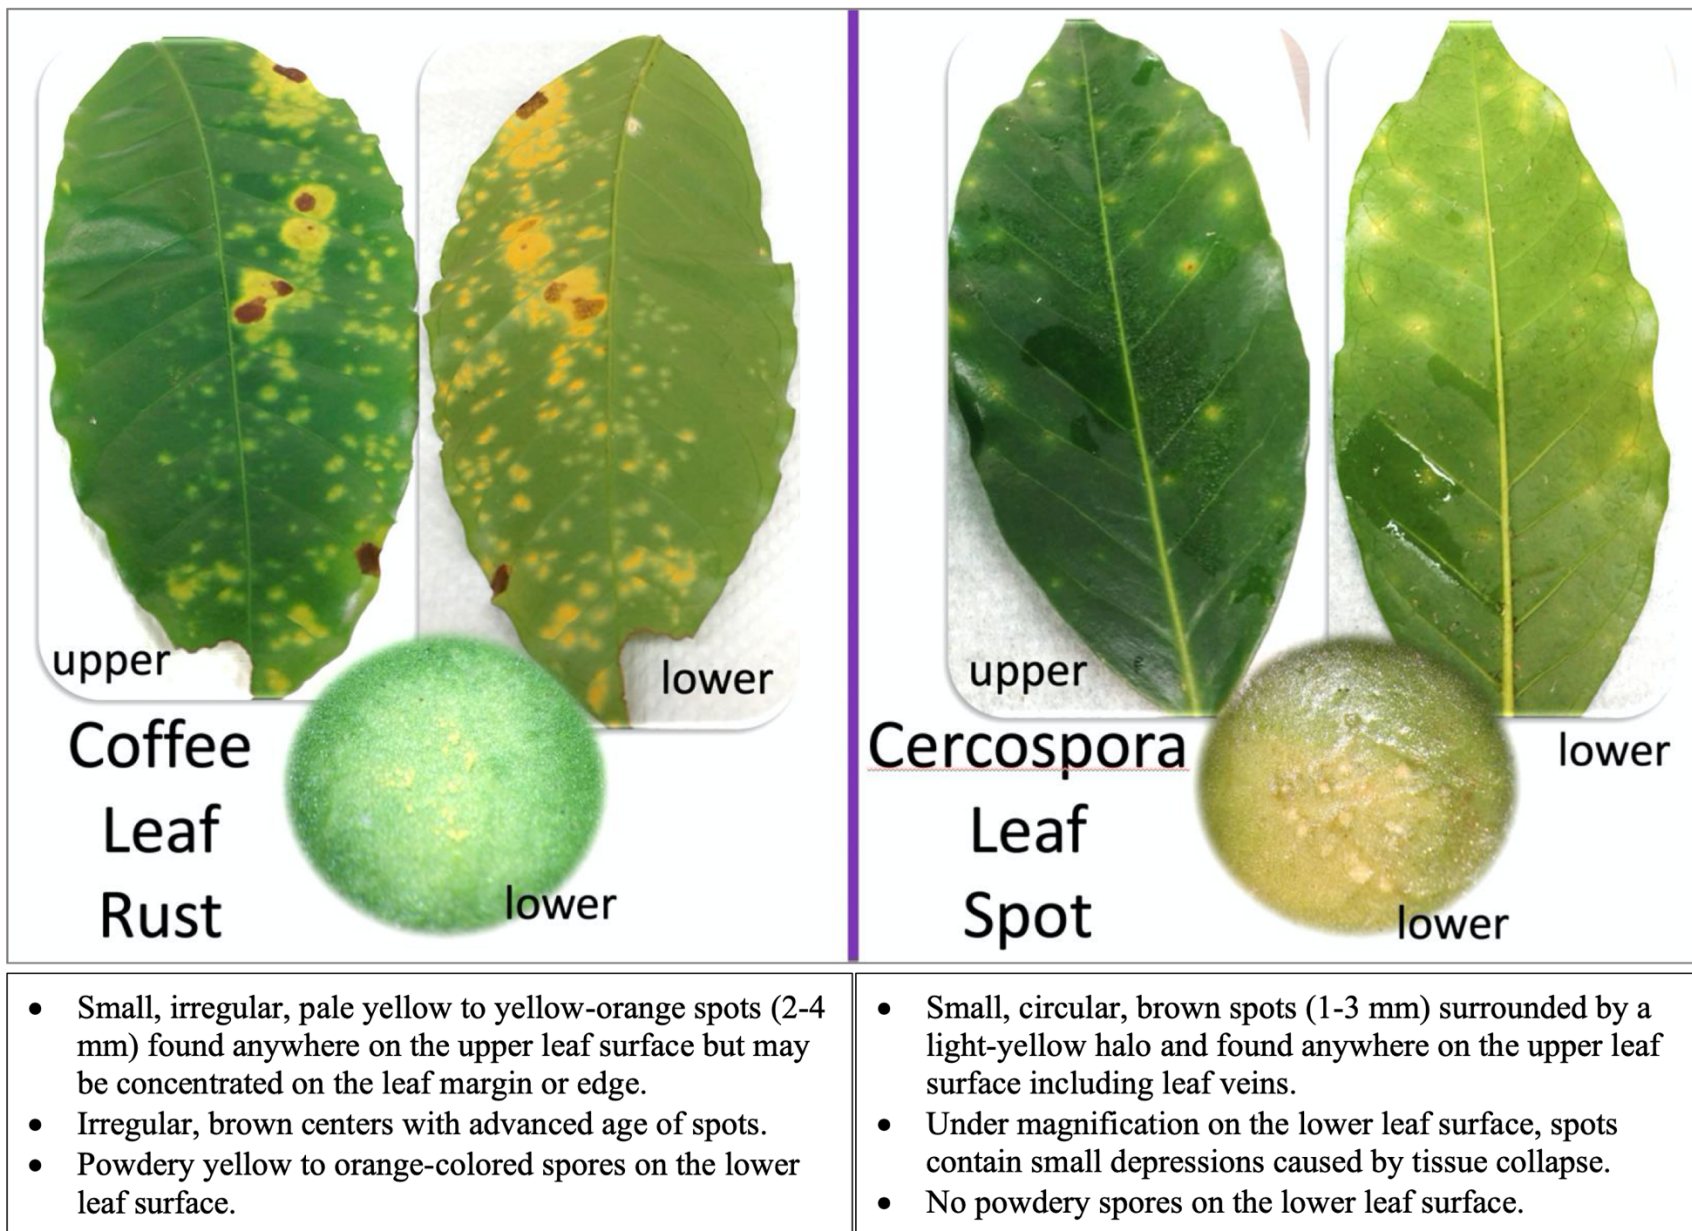 upper
lower
Coffee
Leaf
Rust
lower
upper
lower
Cercospora
Leaf
Spot
lower
• Small, irregular, pale yellow to yellow-orange spots (2-4
mm) found anywhere on the upper leaf surface but may
be concentrated on the leaf margin or edge.
• Irregular, brown centers with advanced age of spots.
• Powdery yellow to orange-colored spores on the lower
leaf surface.
• Small, circular, brown spots (1-3 mm) surrounded by a
light-yellow halo and found anywhere on the upper leaf
surface including leaf veins.
• Under magnification on the lower leaf surface, spots
contain small depressions caused by tissue collapse.
• No powdery spores on the lower leaf surface.